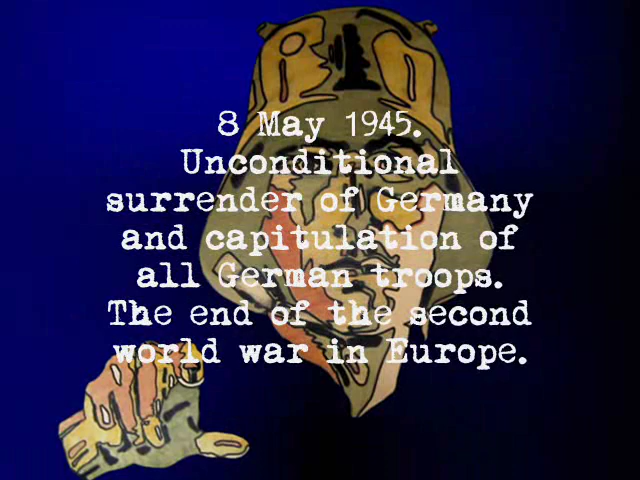 8 May 1945.
Unconditional
surrender of Germany
and capitulation of
all German troops.
The end of the second
world war in Europe.